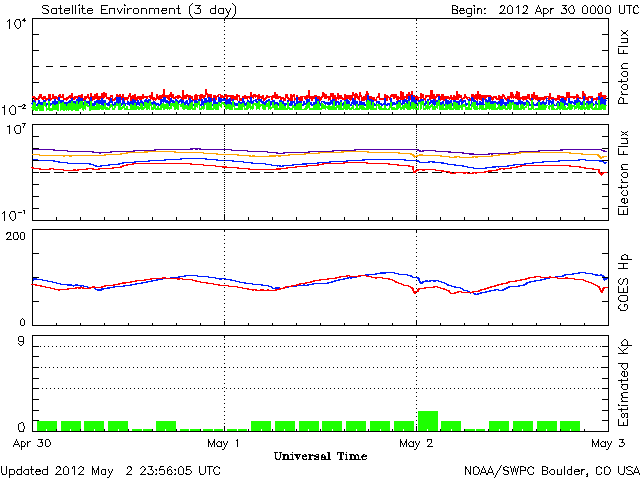 Satellite Environment (3 day)
Begin: 2012 Apr 30 0000 UTC
10⁴
10⁻²
Proton Flux
10⁷
10⁻¹
Electron Flux
200
0
GOES Hp
9
0
Estimated Kp
Apr 30 May 1 May 2 May 3
Universal Time
Updated 2012 May 2 23:56:05 UTC
NOAA/SWPC Boulder, CO USA